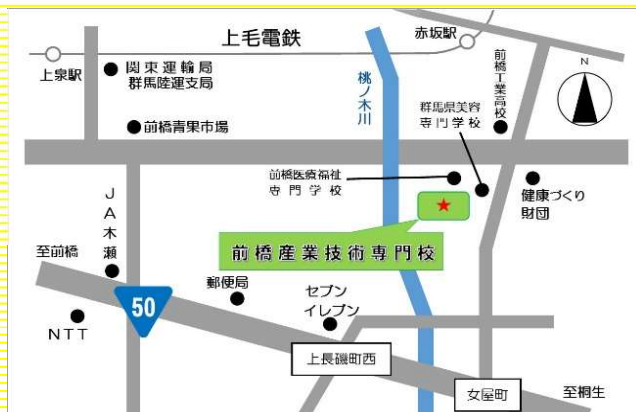 上毛電鉄
赤坂駅
上泉駅
関東運輸局
群馬陸運支局
桃ノ木川
前橋工業高校
N
群馬県美容
専門学校
前橋青果市場
前橋医療福祉
専門学校
健康づくり
財団
JA木瀬
前橋産業技術専門校
至前橋
郵便局
50
セブン
イレブン
NTT
上長磯町西
女屋町
至桐生